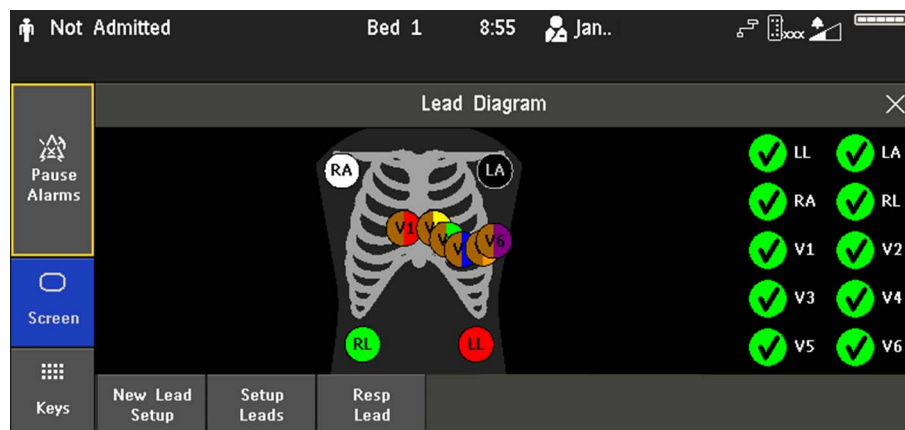 Not Admitted Bed 1 8:55 Jan.. xxx
Lead Diagram
Pause
Alarms
Screen
Keys
RA LA
V1 V V V V6
RL LL
LL LA
RA RL
V1 V2
V3 V4
V5 V6
New Lead
Setup
Setup
Leads
Resp
Lead